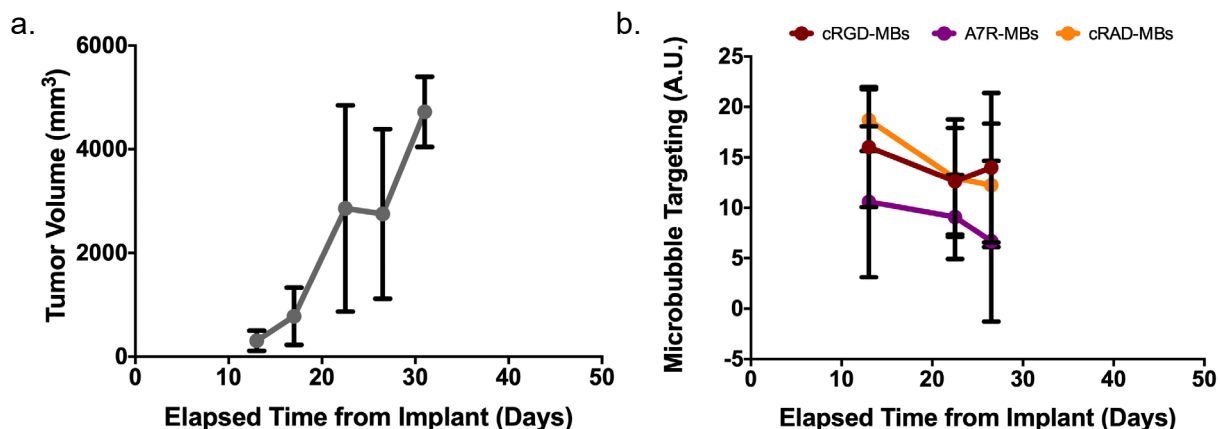 a.
6000
4000
2000
0
0 10 20 30 40 50
Tumor Volume (mm³)
Elapsed Time from Implant (Days)
b.
cRGD-MBs A7R-MBs cRAD-MBs
25
20
15
10
5
0
-5
0 10 20 30 40 50
Microbubble Targeting (A.U.)
Elapsed Time from Implant (Days)